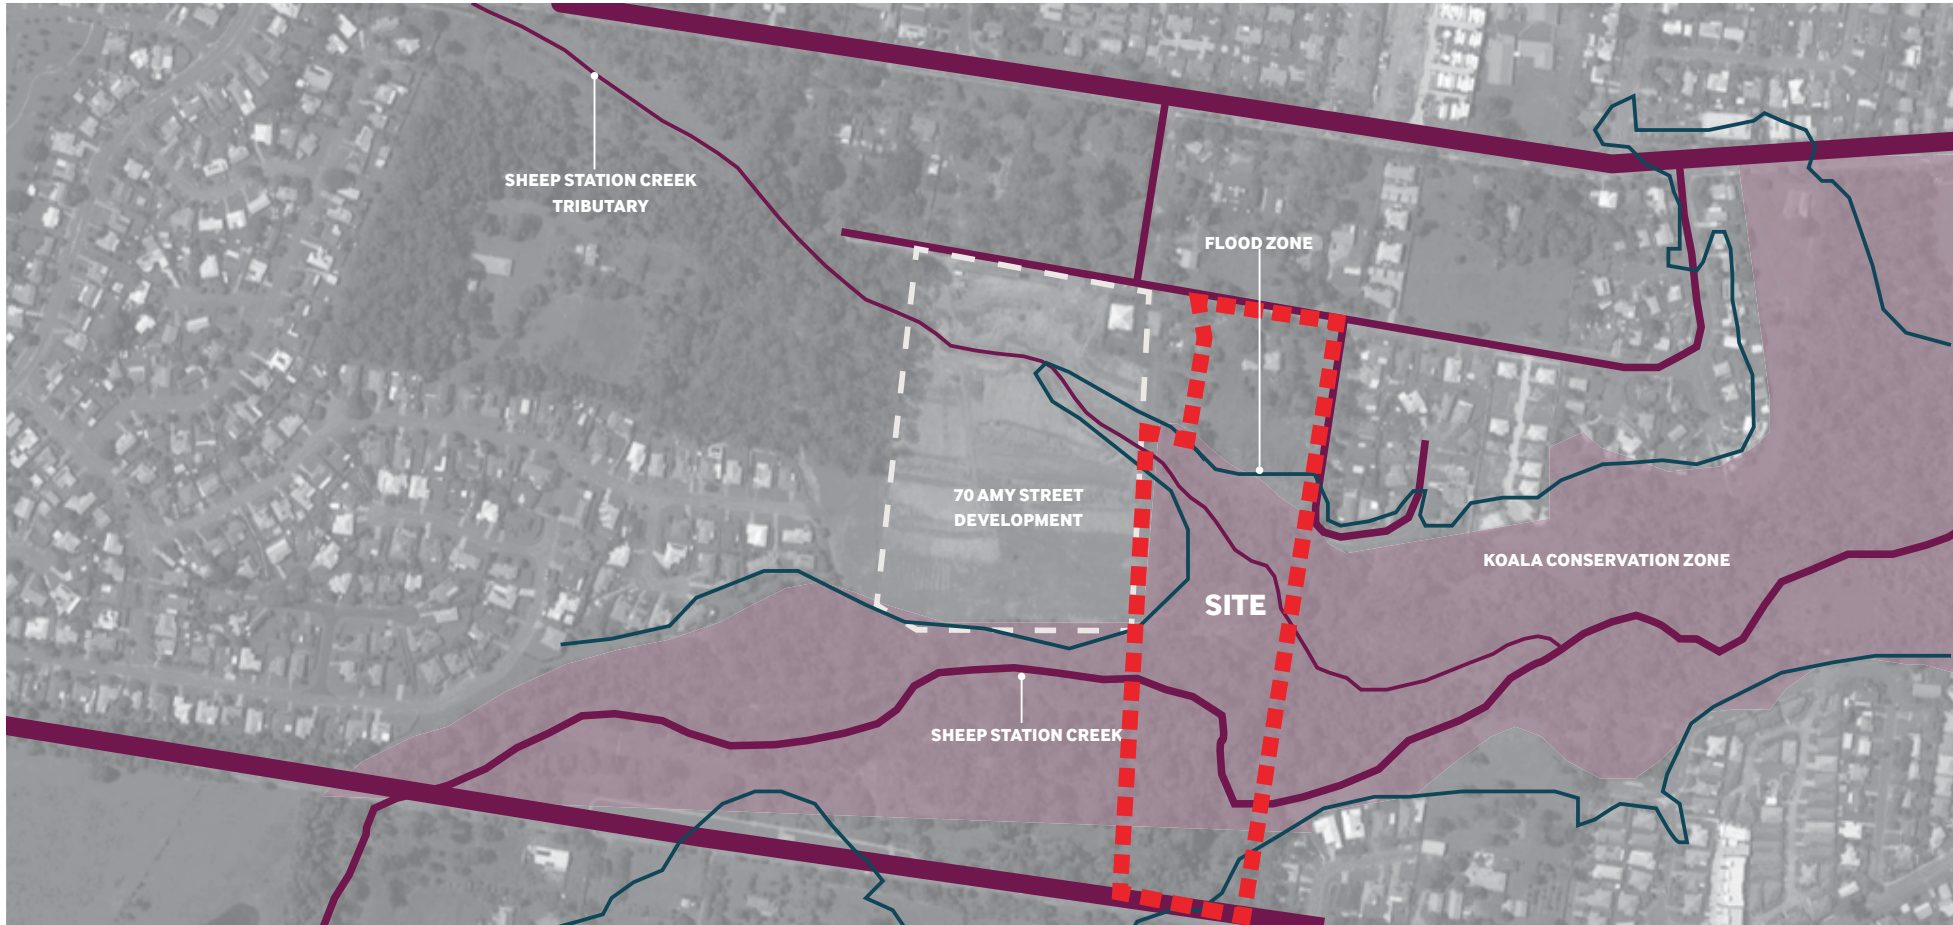 SHEEP STATION CREEK
TRIBUTARY
FLOOD ZONE
70 AMY STREET
DEVELOPMENT
KOALA CONSERVATION ZONE
SITE
SHEEP STATION CREEK